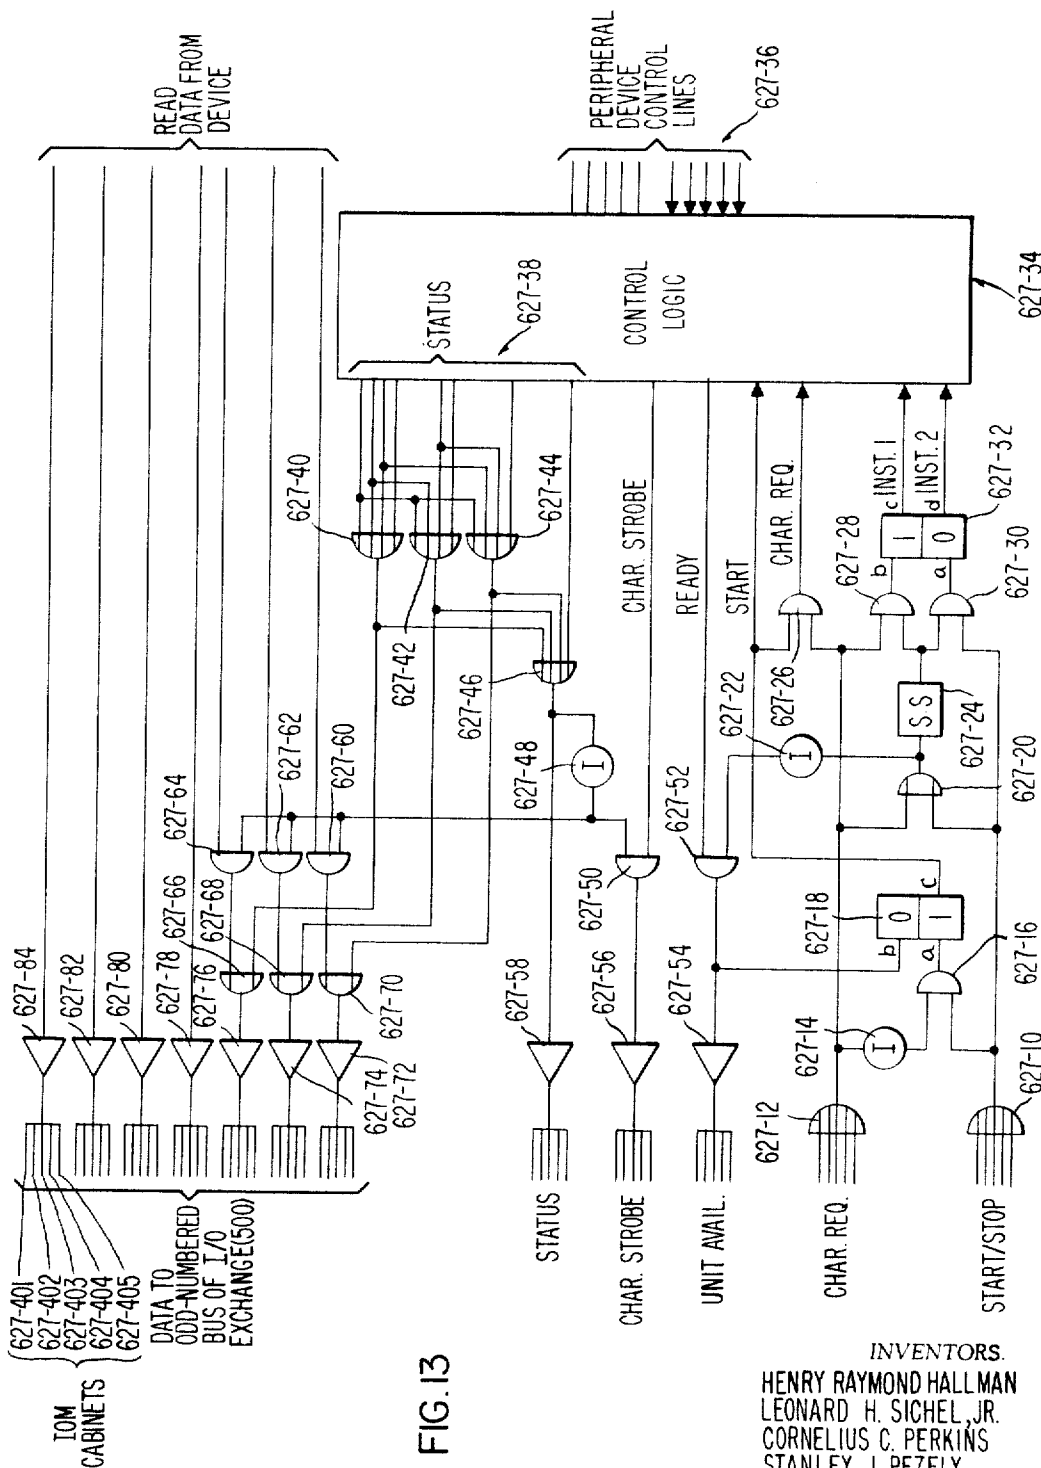 READ
DATA FROM
DEVICE
PERIPHERAL
DEVICE
CONTROL
LINES
627-36
STATUS
627-38
CONTROL
LOGIC
627-34
627-40
627-42
627-44
627-46
627-48
CHAR. STROBE
READY
START
CHAR. REQ.
c INST. 1
d INST. 2
627-32
627-28
b
1
0
a
627-30
627-26
627-22
I
S.S
627-24
627-20
627-64
627-62
627-60
627-66
627-68
627-70
I
627-50
627-52
627-18
0
1
b
a
c
627-16
627-84
627-82
627-80
627-78
627-76
627-74
627-72
627-58
627-56
627-54
627-14
I
627-12
627-10
STATUS
CHAR. STROBE
UNIT AVAIL.
CHAR. REQ.
START/STOP
627-401
627-402
627-403
627-404
627-405
IOM
CABINETS
DATA TO
ODD-NUMBERED
BUS OF I/O
EXCHANGE(500)
FIG. 13
INVENTORS.
HENRY RAYMOND HALLMAN
LEONARD H. SICHEL, JR.
CORNELIUS C. PERKINS
STANLEY J. PEZELY